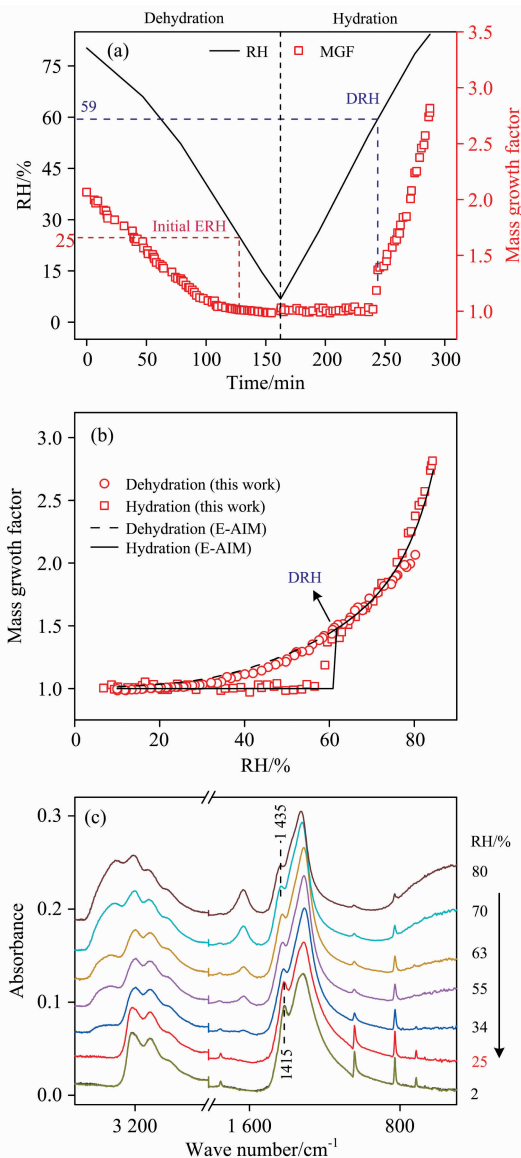 Dehydration Hydration
(a)
RH MGF
75
60
45
30
15
0
59
25
DRH
Initial ERH
RH/%
3.5
3.0
2.5
2.0
1.5
1.0
Mass growth factor
0 50 100 150 200 250 300
Time/min
(b)
3.0
2.5
2.0
1.5
1.0
Dehydration (this work)
Hydration (this work)
Dehydration (E-AIM)
Hydration (E-AIM)
DRH
Mass grwoth factor
0 20 40 60 80
RH/%
(c)
0.3
0.2
0.1
0.0
Absorbance
1 435
1415
RH/%
80
70
63
55
34
25
2
3 200 1 600 800
Wave number/cm-1